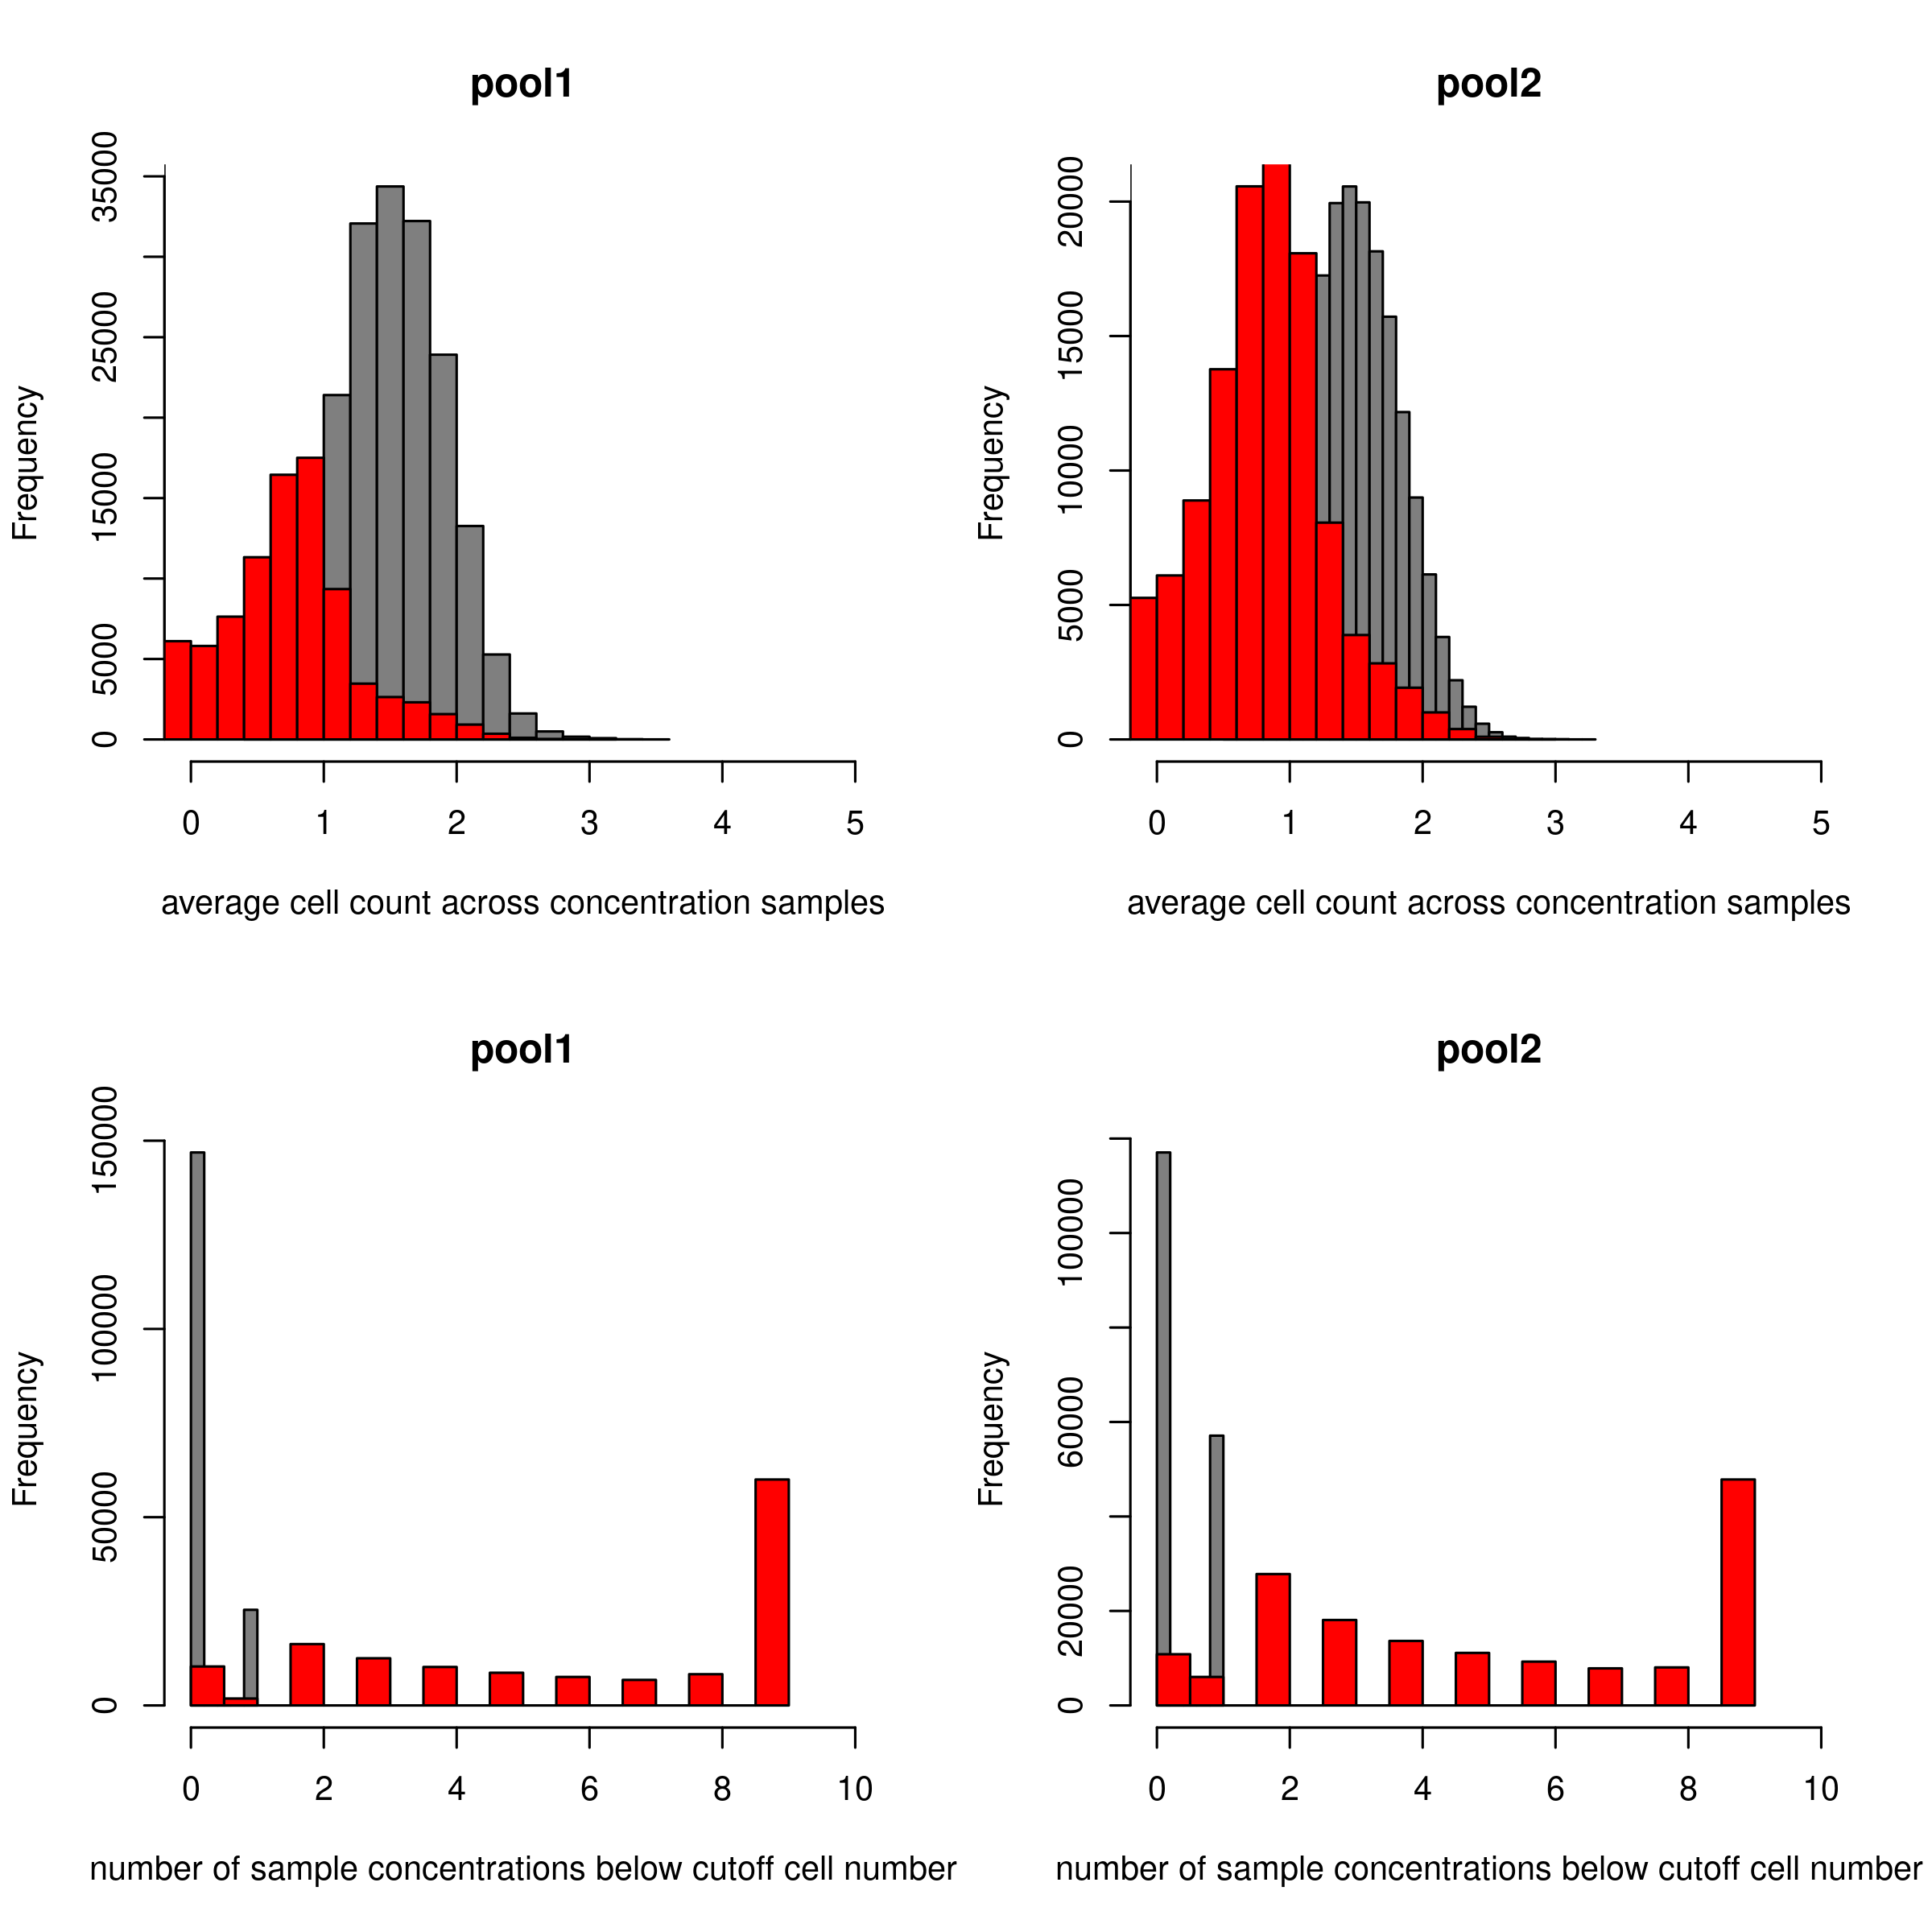 pool1
Frequency
0
5000
15000
25000
35000
0 1 2 3 4 5
average cell count across concentration samples
pool2
Frequency
0
5000
10000
15000
20000
0 1 2 3 4 5
average cell count across concentration samples
pool1
Frequency
0
50000
100000
150000
0 2 4 6 8 10
number of sample concentrations below cutoff cell number
pool2
Frequency
0
20000
60000
100000
0 2 4 6 8 10
number of sample concentrations below cutoff cell number